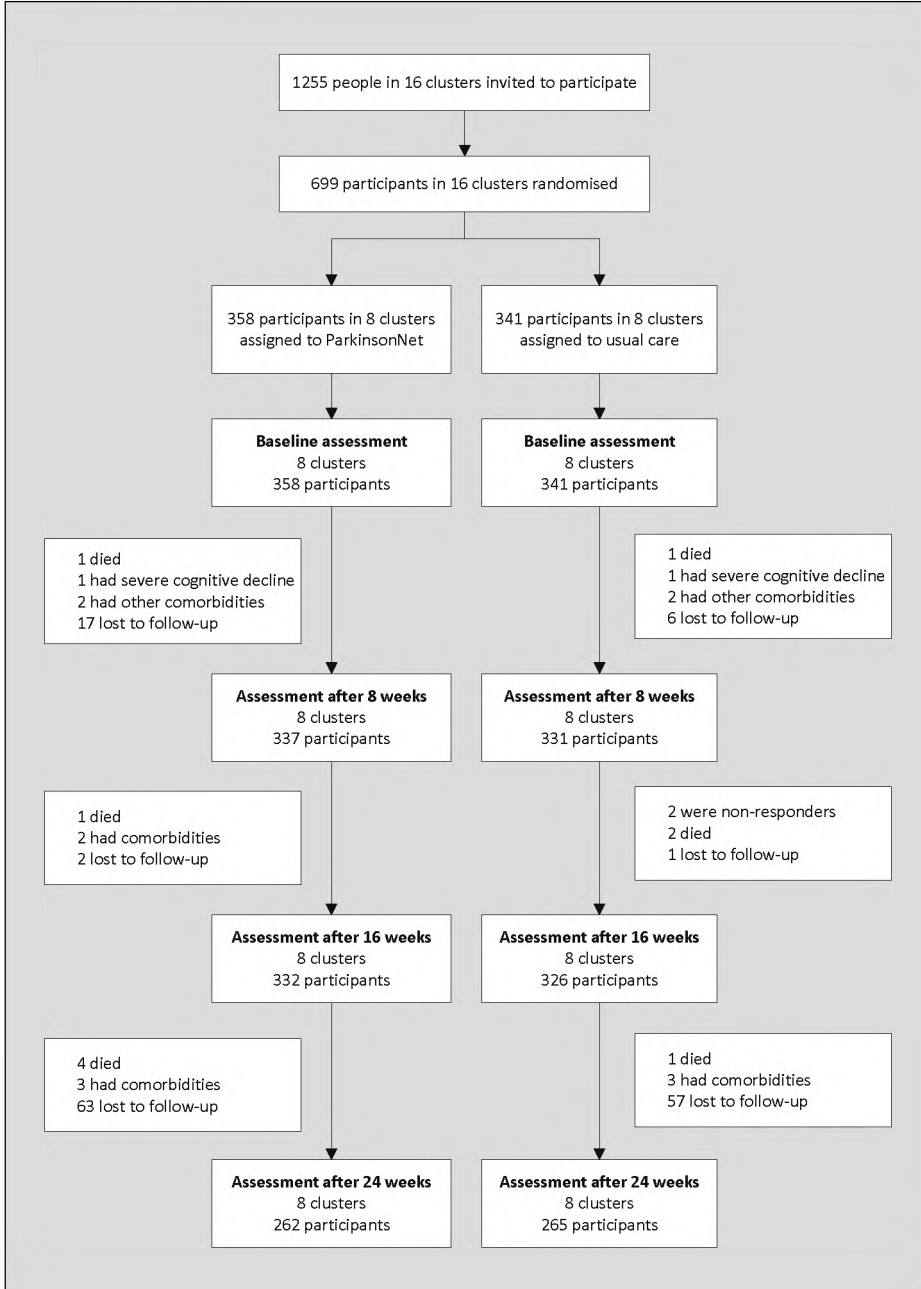 1255 people in 16 clusters invited to participate
699 participants in 16 clusters randomised
358 participants in 8 clusters
assigned to ParkinsonNet
341 participants in 8 clusters
assigned to usual care
Baseline assessment
8 clusters
358 participants
Baseline assessment
8 clusters
341 participants
1 died
1 had severe cognitive decline
2 had other comorbidities
17 lost to follow-up
1 died
1 had severe cognitive decline
2 had other comorbidities
6 lost to follow-up
Assessment after 8 weeks
8 clusters
337 participants
Assessment after 8 weeks
8 clusters
331 participants
1 died
2 had comorbidities
2 lost to follow-up
2 were non-responders
2 died
1 lost to follow-up
Assessment after 16 weeks
8 clusters
332 participants
Assessment after 16 weeks
8 clusters
326 participants
4 died
3 had comorbidities
63 lost to follow-up
1 died
3 had comorbidities
57 lost to follow-up
Assessment after 24 weeks
8 clusters
262 participants
Assessment after 24 weeks
8 clusters
265 participants